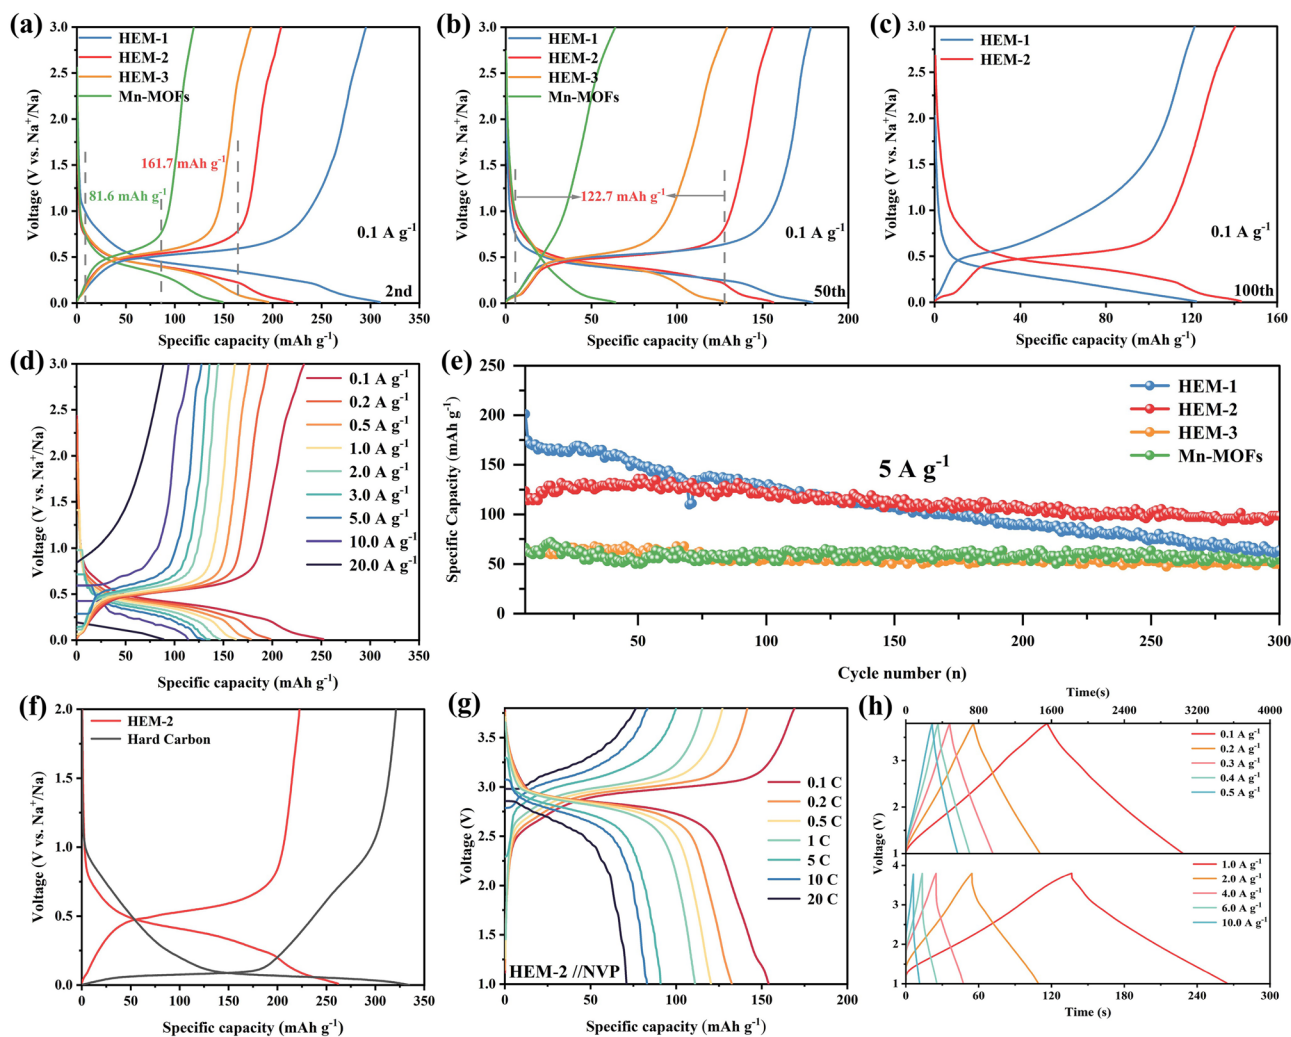 (a)
3.0
2.5
2.0
1.5
1.0
0.5
0.0
Voltage (V vs. Na⁺/Na)
HEM-1
HEM-2
HEM-3
Mn-MOFs
161.7 mAh g⁻¹
81.6 mAh g⁻¹
0.1 A g⁻¹
2nd
0 50 100 150 200 250 300 350
Specific capacity (mAh g⁻¹)
(b)
3.0
2.5
2.0
1.5
1.0
0.5
0.0
Voltage (V vs. Na⁺/Na)
HEM-1
HEM-2
HEM-3
Mn-MOFs
122.7 mAh g⁻¹
0.1 A g⁻¹
50th
0 50 100 150 200
Specific capacity (mAh g⁻¹)
(c)
3.0
2.5
2.0
1.5
1.0
0.5
0.0
Voltage (V vs. Na⁺/Na)
HEM-1
HEM-2
0.1 A g⁻¹
100th
0 40 80 120 160
Specific capacity (mAh g⁻¹)
(d)
3.0
2.5
2.0
1.5
1.0
0.5
0.0
Voltage (V vs. Na⁺/Na)
0.1 A g⁻¹
0.2 A g⁻¹
0.5 A g⁻¹
1.0 A g⁻¹
2.0 A g⁻¹
3.0 A g⁻¹
5.0 A g⁻¹
10.0 A g⁻¹
20.0 A g⁻¹
0 50 100 150 200 250 300 350
Specific capacity (mAh g⁻¹)
(e)
250
200
150
100
50
0
Specific Capacity (mAh g⁻¹)
HEM-1
HEM-2
HEM-3
Mn-MOFs
5 A g⁻¹
50 100 150 200 250 300
Cycle number (n)
(f)
2.0
1.5
1.0
0.5
0.0
Voltage (V vs. Na⁺/Na)
HEM-2
Hard Carbon
0 50 100 150 200 250 300 350
Specific capacity (mAh g⁻¹)
(g)
3.5
3.0
2.5
2.0
1.5
1.0
Voltage (V)
0.1 C
0.2 C
0.5 C
1 C
5 C
10 C
20 C
HEM-2 //NVP
0 50 100 150 200
Specific capacity (mAh g⁻¹)
(h)
Time(s)
0 800 1600 2400 3200 4000
3
2
1
0.1 A g⁻¹
0.2 A g⁻¹
0.3 A g⁻¹
0.4 A g⁻¹
0.5 A g⁻¹
Voltage (V)
4
3
2
1
1.0 A g⁻¹
2.0 A g⁻¹
4.0 A g⁻¹
6.0 A g⁻¹
10.0 A g⁻¹
0 60 120 180 240 300
Time (s)